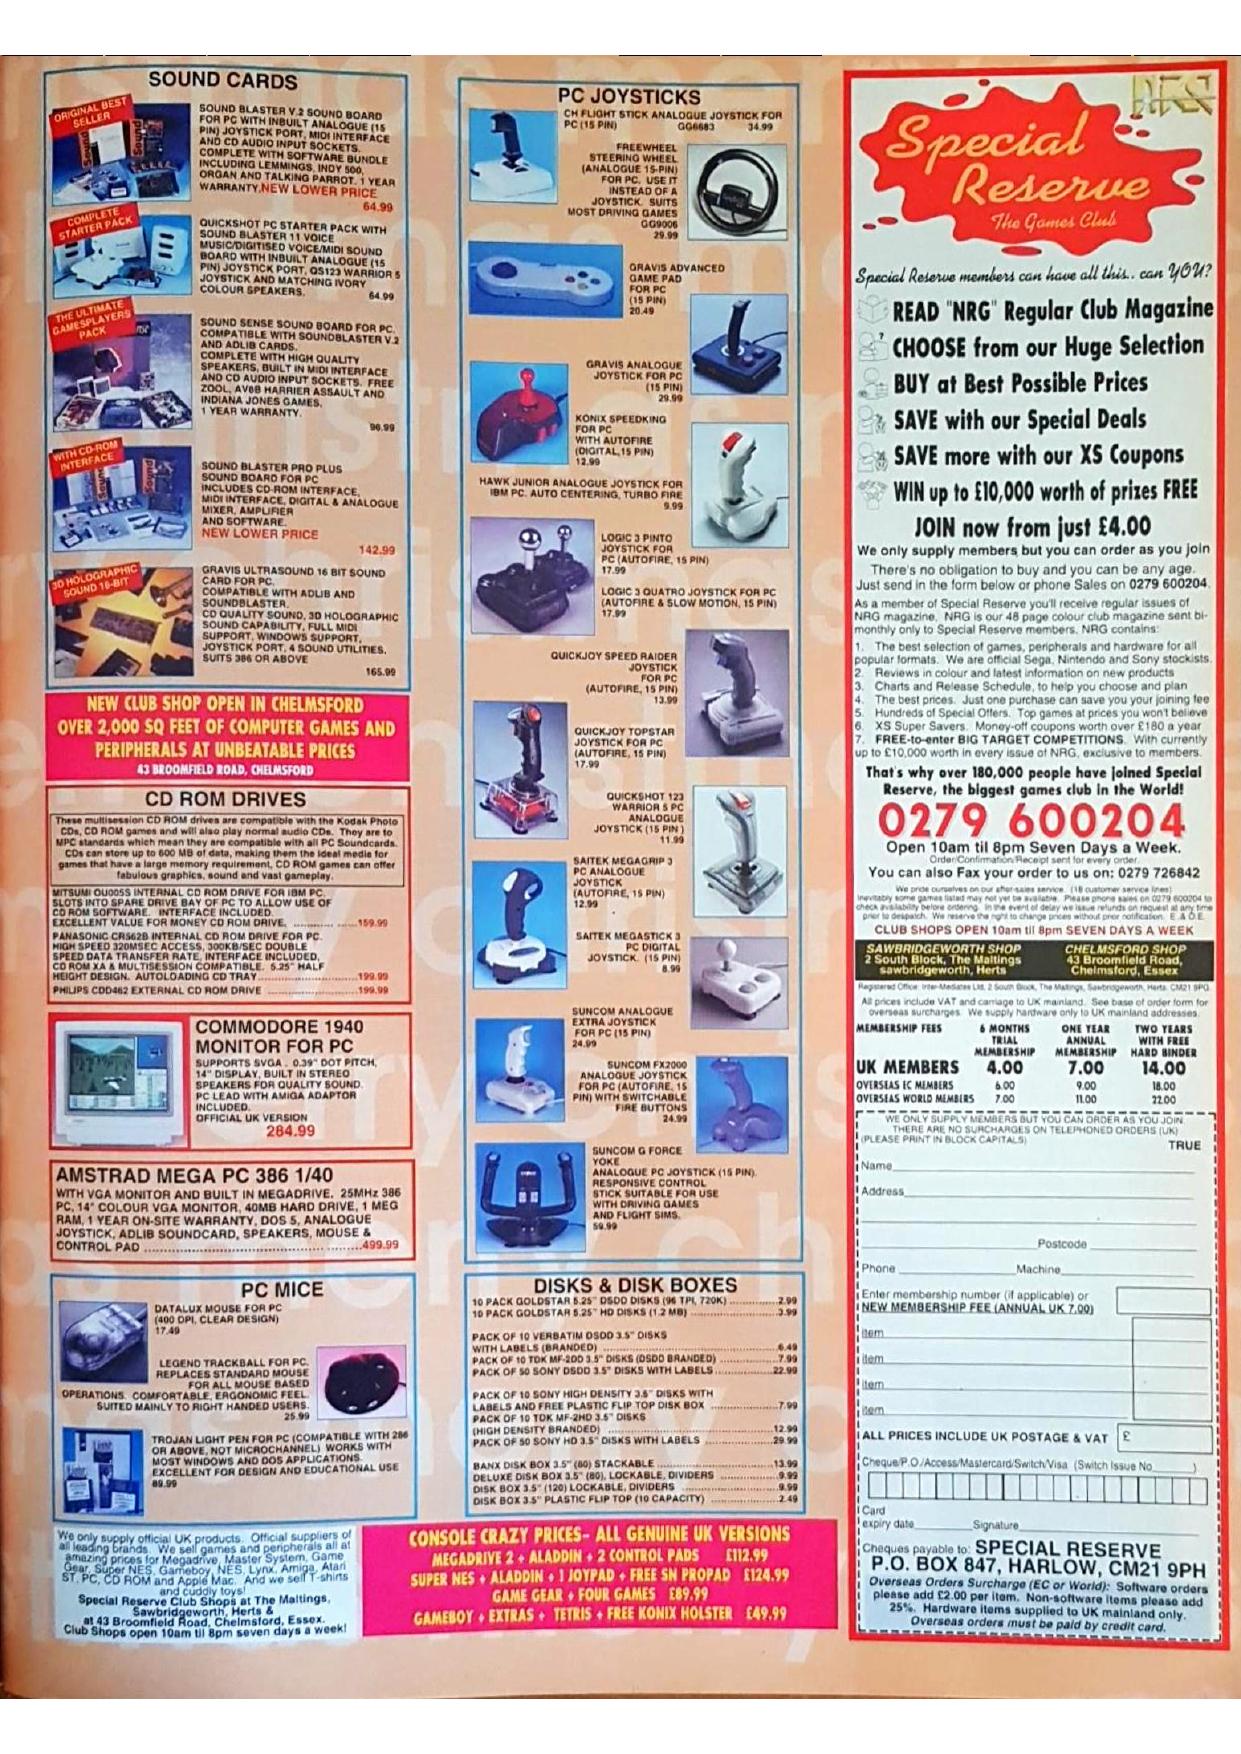 SOUND CARDS
ORIGINAL BEST
SELLER
SOUND BLASTER V.2 SOUND BOARD
FOR PC WITH INBUILT ANALOGUE (15
PIN) JOYSTICK PORT, MIDI INTERFACE
AND CD AUDIO INPUT SOCKETS.
COMPLETE WITH SOFTWARE BUNDLE
INCLUDING LEMMINGS, INDY 500,
ORGAN AND TALKING PARROT. 1 YEAR
WARRANTY.NEW LOWER PRICE
64.99
COMPLETE
STARTER PACK
QUICKSHOT PC STARTER PACK WITH
SOUND BLASTER 11 VOICE
MUSIC/DIGITISED VOICE/MIDI SOUND
BOARD WITH INBUILT ANALOGUE (15
PIN) JOYSTICK PORT, QS123 WARRIOR 5
JOYSTICK AND MATCHING IVORY
COLOUR SPEAKERS.
64.99
THE ULTIMATE
GAMESPLAYERS
PACK
SOUND SENSE SOUND BOARD FOR PC.
COMPATIBLE WITH SOUNDBLASTER V.2
AND ADLIB CARDS.
COMPLETE WITH HIGH QUALITY
SPEAKERS, BUILT IN MIDI INTERFACE
AND CD AUDIO INPUT SOCKETS. FREE
ZOOL, AV8B HARRIER ASSAULT AND
INDIANA JONES GAMES.
1 YEAR WARRANTY.
96.99
WITH CD-ROM
INTERFACE
SOUND BLASTER PRO PLUS
SOUND BOARD FOR PC
INCLUDES CD-ROM INTERFACE,
MIDI INTERFACE, DIGITAL & ANALOGUE
MIXER, AMPLIFIER
AND SOFTWARE.
NEW LOWER PRICE
142.99
3D HOLOGRAPHIC
SOUND 16-BIT
GRAVIS ULTRASOUND 16 BIT SOUND
CARD FOR PC.
COMPATIBLE WITH ADLIB AND
SOUNDBLASTER.
CD QUALITY SOUND, 3D HOLOGRAPHIC
SOUND CAPABILITY, FULL MIDI
SUPPORT, WINDOWS SUPPORT,
JOYSTICK PORT, 4 SOUND UTILITIES.
SUITS 386 OR ABOVE
165.99
NEW CLUB SHOP OPEN IN CHELMSFORD
OVER 2,000 SQ FEET OF COMPUTER GAMES AND
PERIPHERALS AT UNBEATABLE PRICES
43 BROOMFIELD ROAD, CHELMSFORD
CD ROM DRIVES
These multisession CD ROM drives are compatible with the Kodak Photo
CDs, CD ROM games and will also play normal audio CDs. They are to
MPC standards which mean they are compatible with all PC Soundcards.
CDs can store up to 600 MB of data, making them the ideal medie for
games that have a large memory requirement, CD ROM games can offer
fabulous graphics, sound and vast gameplay.
MITSUMI OU005S INTERNAL CD ROM DRIVE FOR IBM PC.
SLOTS INTO SPARE DRIVE BAY OF PC TO ALLOW USE OF
CD ROM SOFTWARE. INTERFACE INCLUDED.
EXCELLENT VALUE FOR MONEY CD ROM DRIVE. 159.99
PANASONIC CR562B INTERNAL CD ROM DRIVE FOR PC.
HIGH SPEED 320MSEC ACCESS, 300KB/SEC DOUBLE
SPEED DATA TRANSFER RATE, INTERFACE INCLUDED,
CD ROM XA & MULTISESSION COMPATIBLE. 5.25" HALF
HEIGHT DESIGN. AUTOLOADING CD TRAY 199.99
PHILIPS CDD462 EXTERNAL CD ROM DRIVE 199.99
COMMODORE 1940
MONITOR FOR PC
SUPPORTS SVGA . 0.39" DOT PITCH,
14" DISPLAY, BUILT IN STEREO
SPEAKERS FOR QUALITY SOUND.
PC LEAD WITH AMIGA ADAPTOR
INCLUDED.
OFFICIAL UK VERSION
284.99
AMSTRAD MEGA PC 386 1/40
WITH VGA MONITOR AND BUILT IN MEGADRIVE. 25MHz 386
PC, 14" COLOUR VGA MONITOR, 40MB HARD DRIVE, 1 MEG
RAM, 1 YEAR ON-SITE WARRANTY, DOS 5, ANALOGUE
JOYSTICK, ADLIB SOUNDCARD, SPEAKERS, MOUSE &
CONTROL PAD 499.99
PC MICE
DATALUX MOUSE FOR PC
(400 DPI, CLEAR DESIGN)
17.49
LEGEND TRACKBALL FOR PC.
REPLACES STANDARD MOUSE
FOR ALL MOUSE BASED
OPERATIONS. COMFORTABLE, ERGONOMIC FEEL.
SUITED MAINLY TO RIGHT HANDED USERS.
25.99
TROJAN LIGHT PEN FOR PC (COMPATIBLE WITH 286
OR ABOVE, NOT MICROCHANNEL) WORKS WITH
MOST WINDOWS AND DOS APPLICATIONS.
EXCELLENT FOR DESIGN AND EDUCATIONAL USE
89.99
We only supply official UK products. Official suppliers of
all leading brands. We sell games and peripherals all at
amazing prices for Megadrive, Master System, Game
Gear, Super NES, Gameboy, NES, Lynx, Amiga, Atari
ST, PC, CD ROM and Apple Mac. And we sell T-shirts
and cuddly toys!
Special Reserve Club Shops at The Maltings,
Sawbridgeworth, Herts &
at 43 Broomfield Road, Chelmsford, Essex.
Club Shops open 10am til 8pm seven days a week!
PC JOYSTICKS
CH FLIGHT STICK ANALOGUE JOYSTICK FOR
PC (15 PIN) GG6683 34.99
FREEWHEEL
STEERING WHEEL
(ANALOGUE 15-PIN)
FOR PC. USE IT
INSTEAD OF A
JOYSTICK. SUITS
MOST DRIVING GAMES
GG9006
29.99
GRAVIS ADVANCED
GAME PAD
FOR PC
(15 PIN)
20.49
GRAVIS ANALOGUE
JOYSTICK FOR PC
(15 PIN)
29.99
KONIX SPEEDKING
FOR PC
WITH AUTOFIRE
(DIGITAL,15 PIN)
12.99
HAWK JUNIOR ANALOGUE JOYSTICK FOR
IBM PC. AUTO CENTERING, TURBO FIRE
9.99
LOGIC 3 PINTO
JOYSTICK FOR
PC (AUTOFIRE, 15 PIN)
17.99
LOGIC 3 QUATRO JOYSTICK FOR PC
(AUTOFIRE & SLOW MOTION, 15 PIN)
17.99
QUICKJOY SPEED RAIDER
JOYSTICK
FOR PC
(AUTOFIRE, 15 PIN)
13.99
QUICKJOY TOPSTAR
JOYSTICK FOR PC
(AUTOFIRE, 15 PIN)
17.99
QUICKSHOT 123
WARRIOR 5 PC
ANALOGUE
JOYSTICK (15 PIN )
11.99
SAITEK MEGAGRIP 3
PC ANALOGUE
JOYSTICK
(AUTOFIRE, 15 PIN)
12.99
SAITEK MEGASTICK 3
PC DIGITAL
JOYSTICK. (15 PIN)
8.99
SUNCOM ANALOGUE
EXTRA JOYSTICK
FOR PC (15 PIN)
24.99
SUNCOM FX2000
ANALOGUE JOYSTICK
FOR PC (AUTOFIRE, 15
PIN) WITH SWITCHABLE
FIRE BUTTONS
24.99
SUNCOM G FORCE
YOKE
ANALOGUE PC JOYSTICK (15 PIN).
RESPONSIVE CONTROL
STICK SUITABLE FOR USE
WITH DRIVING GAMES
AND FLIGHT SIMS.
59.99
DISKS & DISK BOXES
10 PACK GOLDSTAR 5.25" DSDD DISKS (96 TPI, 720K) 2.99
10 PACK GOLDSTAR 5.25" HD DISKS (1.2 MB) 3.99
PACK OF 10 VERBATIM DSDD 3.5" DISKS
WITH LABELS (BRANDED) 6.49
PACK OF 10 TDK MF-2DD 3.5" DISKS (DSDD BRANDED) 7.99
PACK OF 50 SONY DSDD 3.5" DISKS WITH LABELS 22.99
PACK OF 10 SONY HIGH DENSITY 3.5" DISKS WITH
LABELS AND FREE PLASTIC FLIP TOP DISK BOX 7.99
PACK OF 10 TDK MF-2HD 3.5" DISKS
(HIGH DENSITY BRANDED) 12.99
PACK OF 50 SONY HD 3.5" DISKS WITH LABELS 29.99
BANX DISK BOX 3.5" (80) STACKABLE 13.99
DELUXE DISK BOX 3.5" (80), LOCKABLE, DIVIDERS 9.99
DISK BOX 3.5" (120) LOCKABLE, DIVIDERS 9.99
DISK BOX 3.5" PLASTIC FLIP TOP (10 CAPACITY) 2.49
CONSOLE CRAZY PRICES- ALL GENUINE UK VERSIONS
MEGADRIVE 2 + ALADDIN + 2 CONTROL PADS £112.99
SUPER NES + ALADDIN + 1 JOYPAD + FREE SN PROPAD £124.99
GAME GEAR + FOUR GAMES £89.99
GAMEBOY + EXTRAS + TETRIS + FREE KONIX HOLSTER £49.99
Special
Reserve
The Games Club
Special Reserve members can have all this.. can YOU?
READ "NRG" Regular Club Magazine
CHOOSE from our Huge Selection
BUY at Best Possible Prices
SAVE with our Special Deals
SAVE more with our XS Coupons
WIN up to £10,000 worth of prizes FREE
JOIN now from just £4.00
We only supply members but you can order as you join
There's no obligation to buy and you can be any age.
Just send in the form below or phone Sales on 0279 600204.
As a member of Special Reserve you'll receive regular issues of
NRG magazine. NRG is our 48 page colour club magazine sent bi-
monthly only to Special Reserve members. NRG contains:
1. The best selection of games, peripherals and hardware for all
popular formats. We are official Sega, Nintendo and Sony stockists.
2. Reviews in colour and latest information on new products
3. Charts and Release Schedule, to help you choose and plan
4. The best prices. Just one purchase can save you your joining fee
5. Hundreds of Special Offers. Top games at prices you won't believe
6. XS Super Savers. Money-off coupons worth over £180 a year
7. FREE-to-enter BIG TARGET COMPETITIONS. With currently
up to £10,000 worth in every issue of NRG, exclusive to members.
That's why over 180,000 people have joined Special
Reserve, the biggest games club in the World!
0279 600204
Open 10am til 8pm Seven Days a Week.
Order/Confirmation/Receipt sent for every order.
You can also Fax your order to us on: 0279 726842
We pride ourselves on our after-sales service. (18 customer service lines)
Inevitably some games listed may not yet be available. Please phone sales on 0279 600204 to
check availability before ordering. In the event of delay we issue refunds on request at any time
prior to despatch. We reserve the right to change prices without prior notification. E.&O.E.
CLUB SHOPS OPEN 10am til 8pm SEVEN DAYS A WEEK
SAWBRIDGEWORTH SHOP
2 South Block, The Maltings
sawbridgeworth, Herts
CHELMSFORD SHOP
43 Broomfield Road,
Chelmsford, Essex
Registered Office: Inter-Mediates Ltd, 2 South Block, The Maltings, Sawbridgeworth, Herts. CM21 9PG
All prices include VAT and carriage to UK mainland. See base of order form for
overseas surcharges. We supply hardware only to UK mainland addresses.
MEMBERSHIP FEES 6 MONTHS ONE YEAR TWO YEARS
TRIAL ANNUAL WITH FREE
MEMBERSHIP MEMBERSHIP HARD BINDER
UK MEMBERS 4.00 7.00 14.00
OVERSEAS EC MEMBERS 6.00 9.00 18.00
OVERSEAS WORLD MEMBERS 7.00 11.00 22.00
WE ONLY SUPPLY MEMBERS BUT YOU CAN ORDER AS YOU JOIN
THERE ARE NO SURCHARGES ON TELEPHONED ORDERS (UK)
(PLEASE PRINT IN BLOCK CAPITALS) TRUE
Name
Address
Postcode
Phone Machine
Enter membership number (if applicable) or
NEW MEMBERSHIP FEE (ANNUAL UK 7.00)
item
item
item
item
ALL PRICES INCLUDE UK POSTAGE & VAT £
Cheque/P.O./Access/Mastercard/Switch/Visa (Switch Issue No )
Card
expiry date Signature
Cheques payable to: SPECIAL RESERVE
P.O. BOX 847, HARLOW, CM21 9PH
Overseas Orders Surcharge (EC or World): Software orders
please add £2.00 per item. Non-software items please add
25%. Hardware items supplied to UK mainland only.
Overseas orders must be paid by credit card.